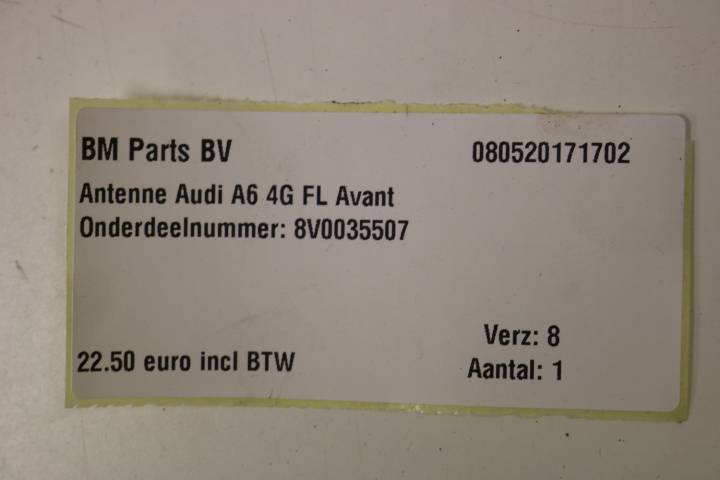 BM Parts BV 080520171702
Antenne Audi A6 4G FL Avant
Onderdeelnummer: 8V0035507
Verz: 8
22.50 euro incl BTW Aantal: 1